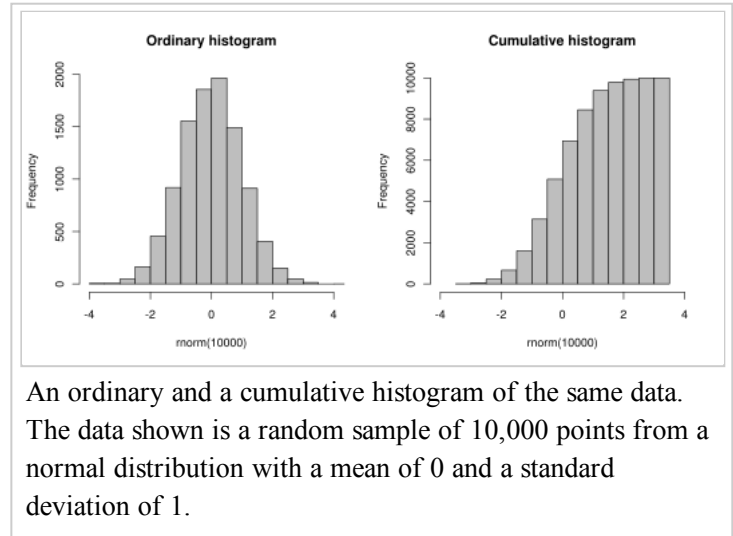 Ordinary histogram
Frequency
2000
1500
1000
500
0
-4 -2 0 2 4
rnorm(10000)
Cumulative histogram
Frequency
10000
8000
6000
4000
2000
0
-4 -2 0 2 4
rnorm(10000)
An ordinary and a cumulative histogram of the same data.
The data shown is a random sample of 10,000 points from a
normal distribution with a mean of 0 and a standard
deviation of 1.